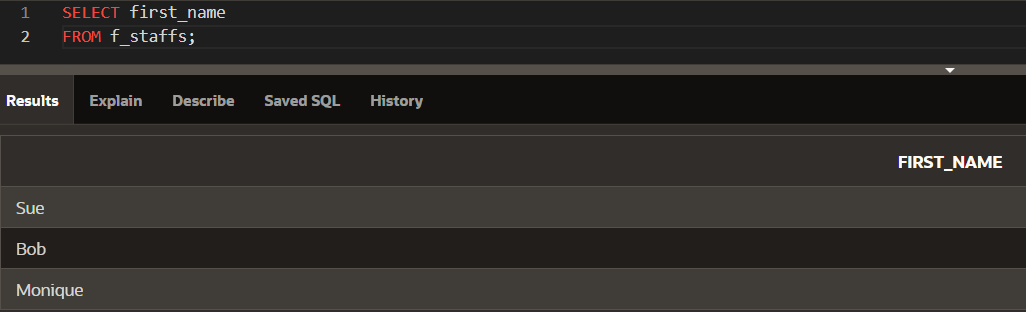 1 SELECT first_name
2 FROM f_staffs;
Results Explain Describe Saved SQL History
FIRST_NAME
Sue
Bob
Monique